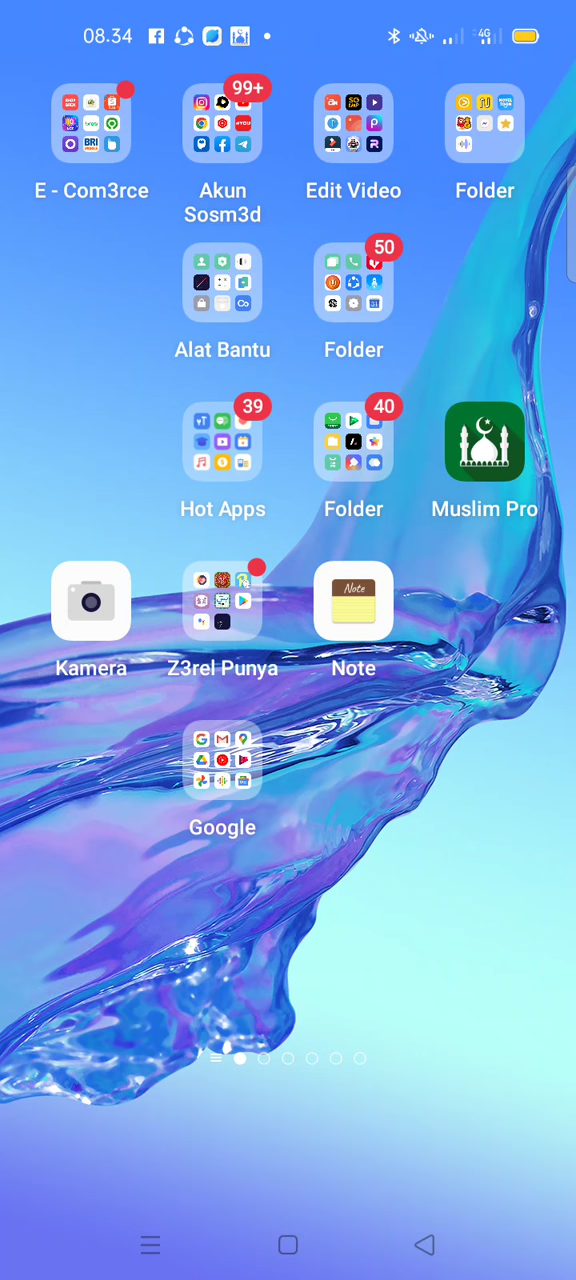 08.34
4G
99+
E - Com3rce
Akun
Sosm3d
Edit Video
Folder
50
Alat Bantu
Folder
39
40
Hot Apps
Folder
Muslim Pro
Note
Kamera
Z3rel Punya
Note
Google